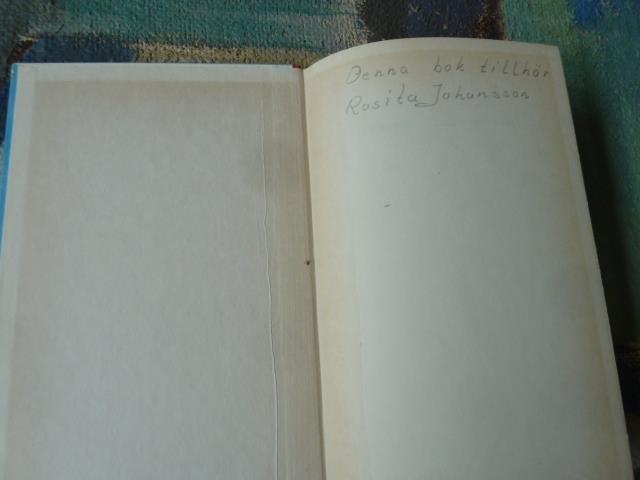 Denna bok tillhör
Rosita Johansson